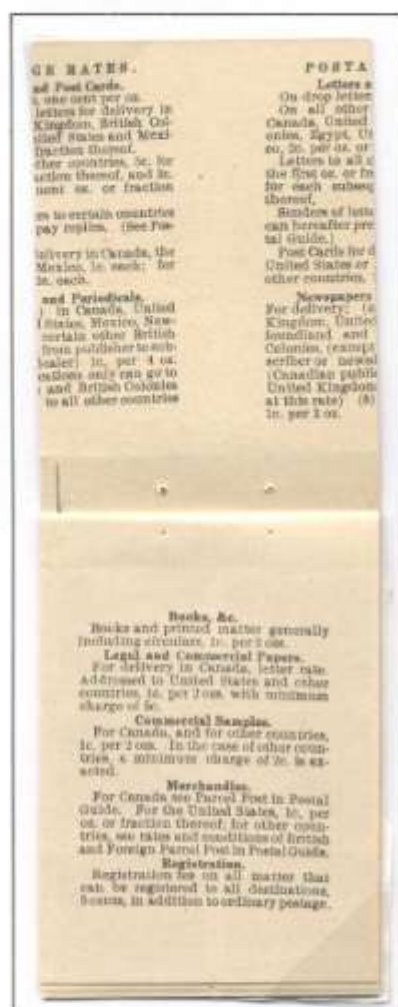 GE RATES.
nd Post Cards.
, one cent per oz.
letters for delivery in
Kingdom, British Col-
ited States and Mexi-
fraction thereof.
ther countries, 5c. for
action thereof, and 3c.
uent oz. or fraction
es to certain countries
pay replies. (See Pos-
delivery in Canada, the
Mexico, 1c. each; for
2c. each.
and Periodicals.
) in Canada, United
States, Mexico, New-
certain other British
from publisher to sub-
dealer) 1c. per 4 oz.
cations only can go to
and British Colonies
to all other countries
POSTA
Letters a
On drop letter
On all other
Canada, United
onies, Egypt, U
co, 2c. per oz. or
Letters to all o
the first oz. or fr
for each subseq
thereof.
Senders of lette
can hereafter pre
tal Guide.)
Post Cards for d
United States or
other countries,
Newspapers
For delivery: (a
Kingdom, United
foundland and
Colonies, (exampl
scriber or newsd
(Canadian public
United Kingdom
at this rate) (b)
1c. per 2 oz.
Books, &c.
Books and printed matter generally
including circulars, 1c. per 2 ozs.
Legal and Commercial Papers.
For delivery in Canada, letter rate.
Addressed to United States and other
countries, 1c. per 2 ozs. with minimum
charge of 5c.
Commercial Samples.
For Canada, and for other countries,
1c. per 2 ozs. In the case of other coun-
tries, a minimum charge of 2c. is ex-
acted.
Merchandise.
For Canada see Parcel Post in Postal
Guide. For the United States, 1c. per
oz. or fraction thereof; for other coun-
tries, see rates and conditions of British
and Foreign Parcel Post in Postal Guide.
Registration.
Registration fee on all matter that
can be registered to all destinations,
5 cents, in addition to ordinary postage.